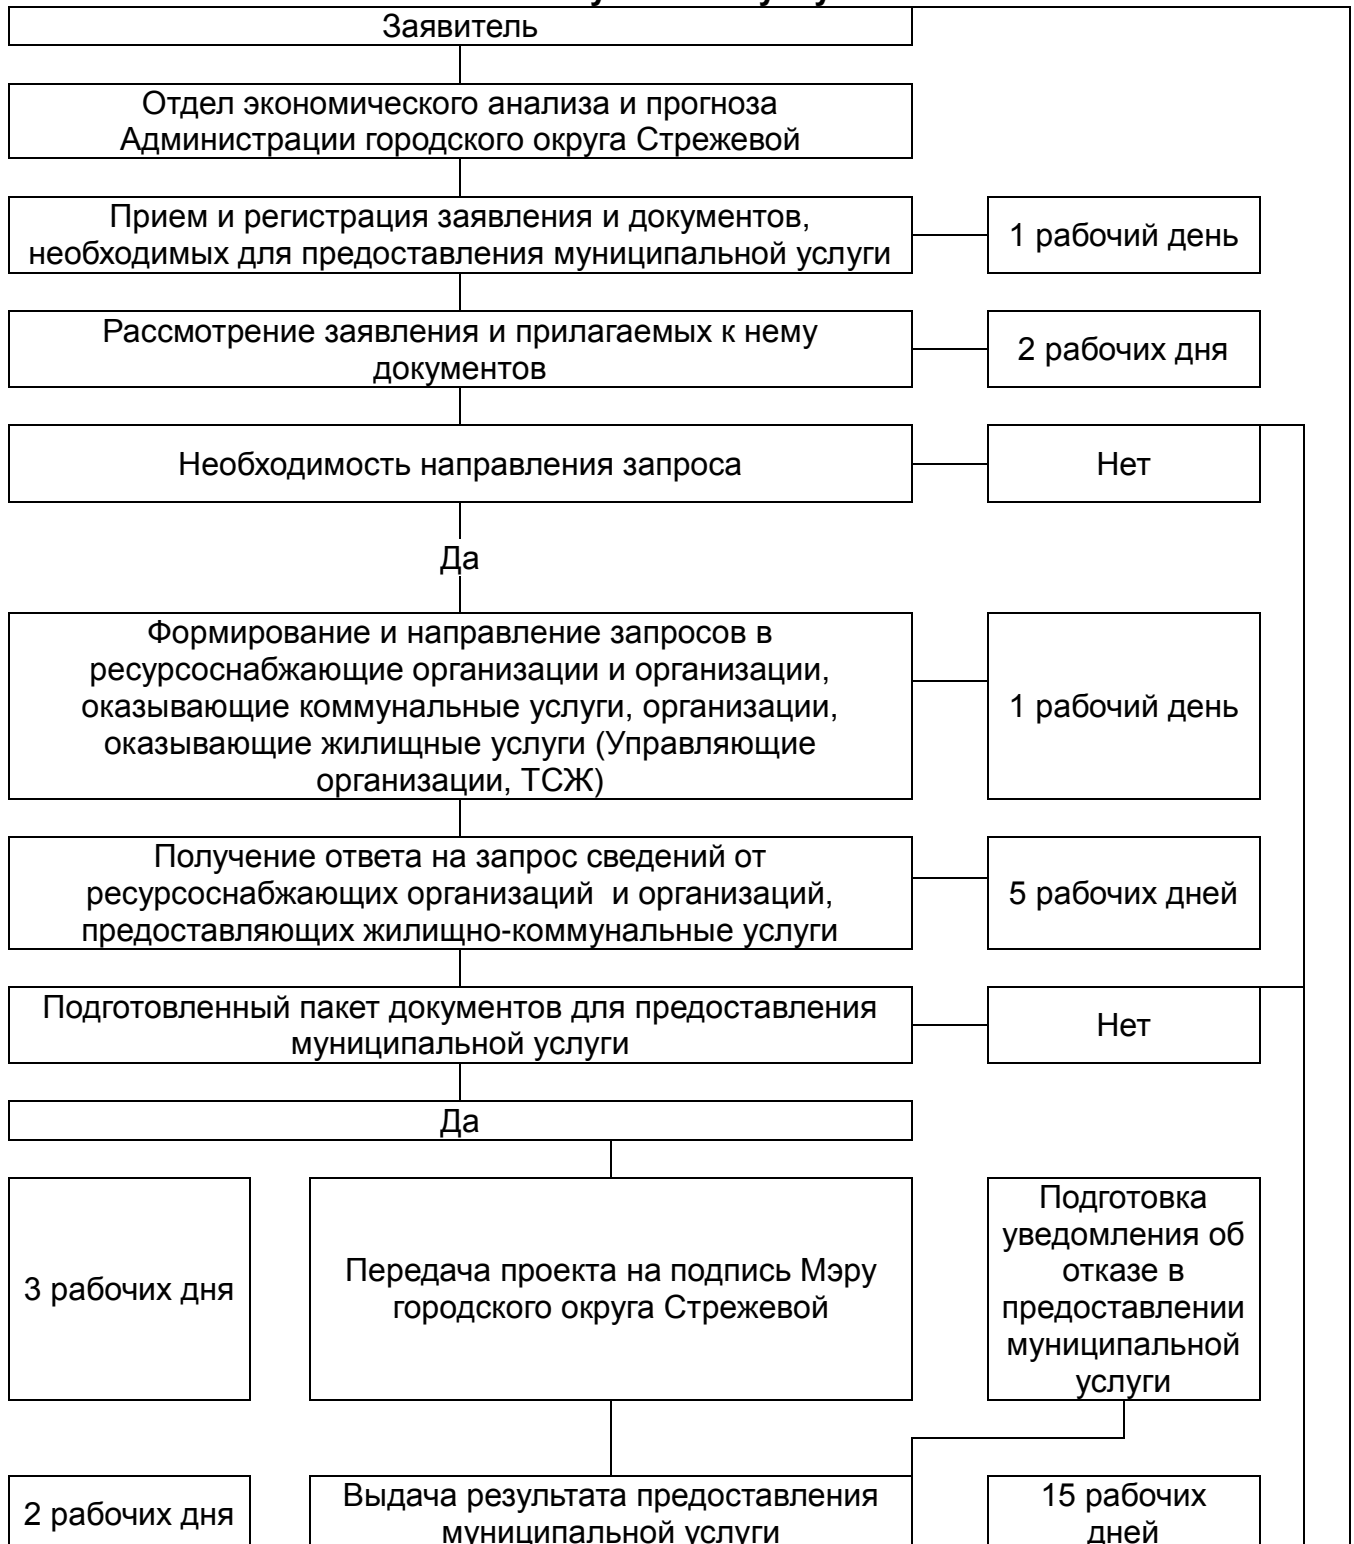 Заявитель
Отдел экономического анализа и прогноза
Администрации городского округа Стрежевой
Прием и регистрация заявления и документов,
необходимых для предоставления муниципальной услуги
1 рабочий день
Рассмотрение заявления и прилагаемых к нему
документов
2 рабочих дня
Необходимость направления запроса
Нет
Да
Формирование и направление запросов в
ресурсоснабжающие организации и организации,
оказывающие коммунальные услуги, организации,
оказывающие жилищные услуги (Управляющие
организации, ТСЖ)
1 рабочий день
Получение ответа на запрос сведений от
ресурсоснабжающих организаций и организаций,
предоставляющих жилищно-коммунальные услуги
5 рабочих дней
Подготовленный пакет документов для предоставления
муниципальной услуги
Нет
Да
3 рабочих дня
Передача проекта на подпись Мэру
городского округа Стрежевой
Подготовка
уведомления об
отказе в
предоставлении
муниципальной
услуги
2 рабочих дня
Выдача результата предоставления
муниципальной услуги
15 рабочих
дней